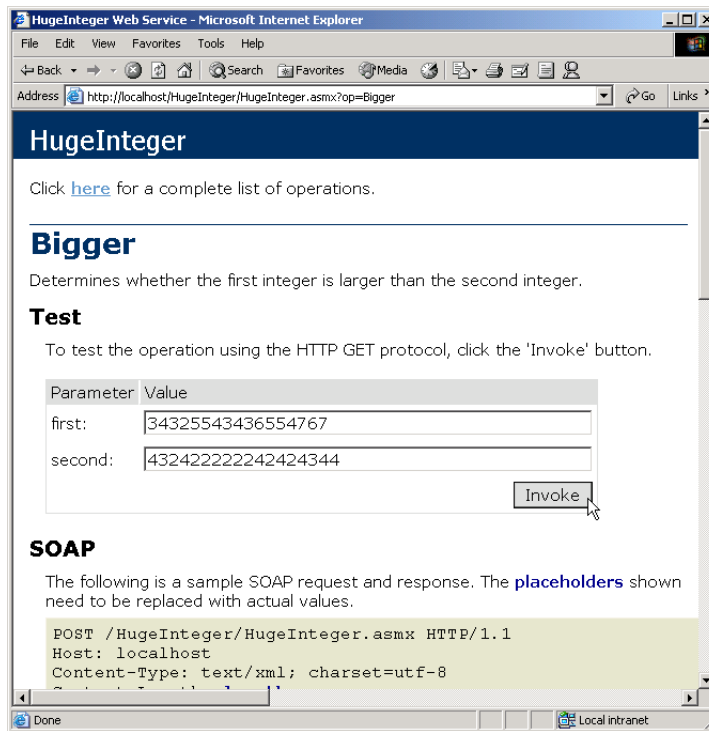 HugeInteger Web Service - Microsoft Internet Explorer
File Edit View Favorites Tools Help
Back Search Favorites Media
Address http://localhost/HugeInteger/HugeInteger.asmx?op=Bigger Go Links
HugeInteger
Click here for a complete list of operations.
Bigger
Determines whether the first integer is larger than the second integer.
Test
To test the operation using the HTTP GET protocol, click the 'Invoke' button.
Parameter Value
first: 34325543436554767
second: 432422222242424344
Invoke
SOAP
The following is a sample SOAP request and response. The placeholders shown
need to be replaced with actual values.
POST /HugeInteger/HugeInteger.asmx HTTP/1.1
Host: localhost
Content-Type: text/xml; charset=utf-8
Done Local intranet